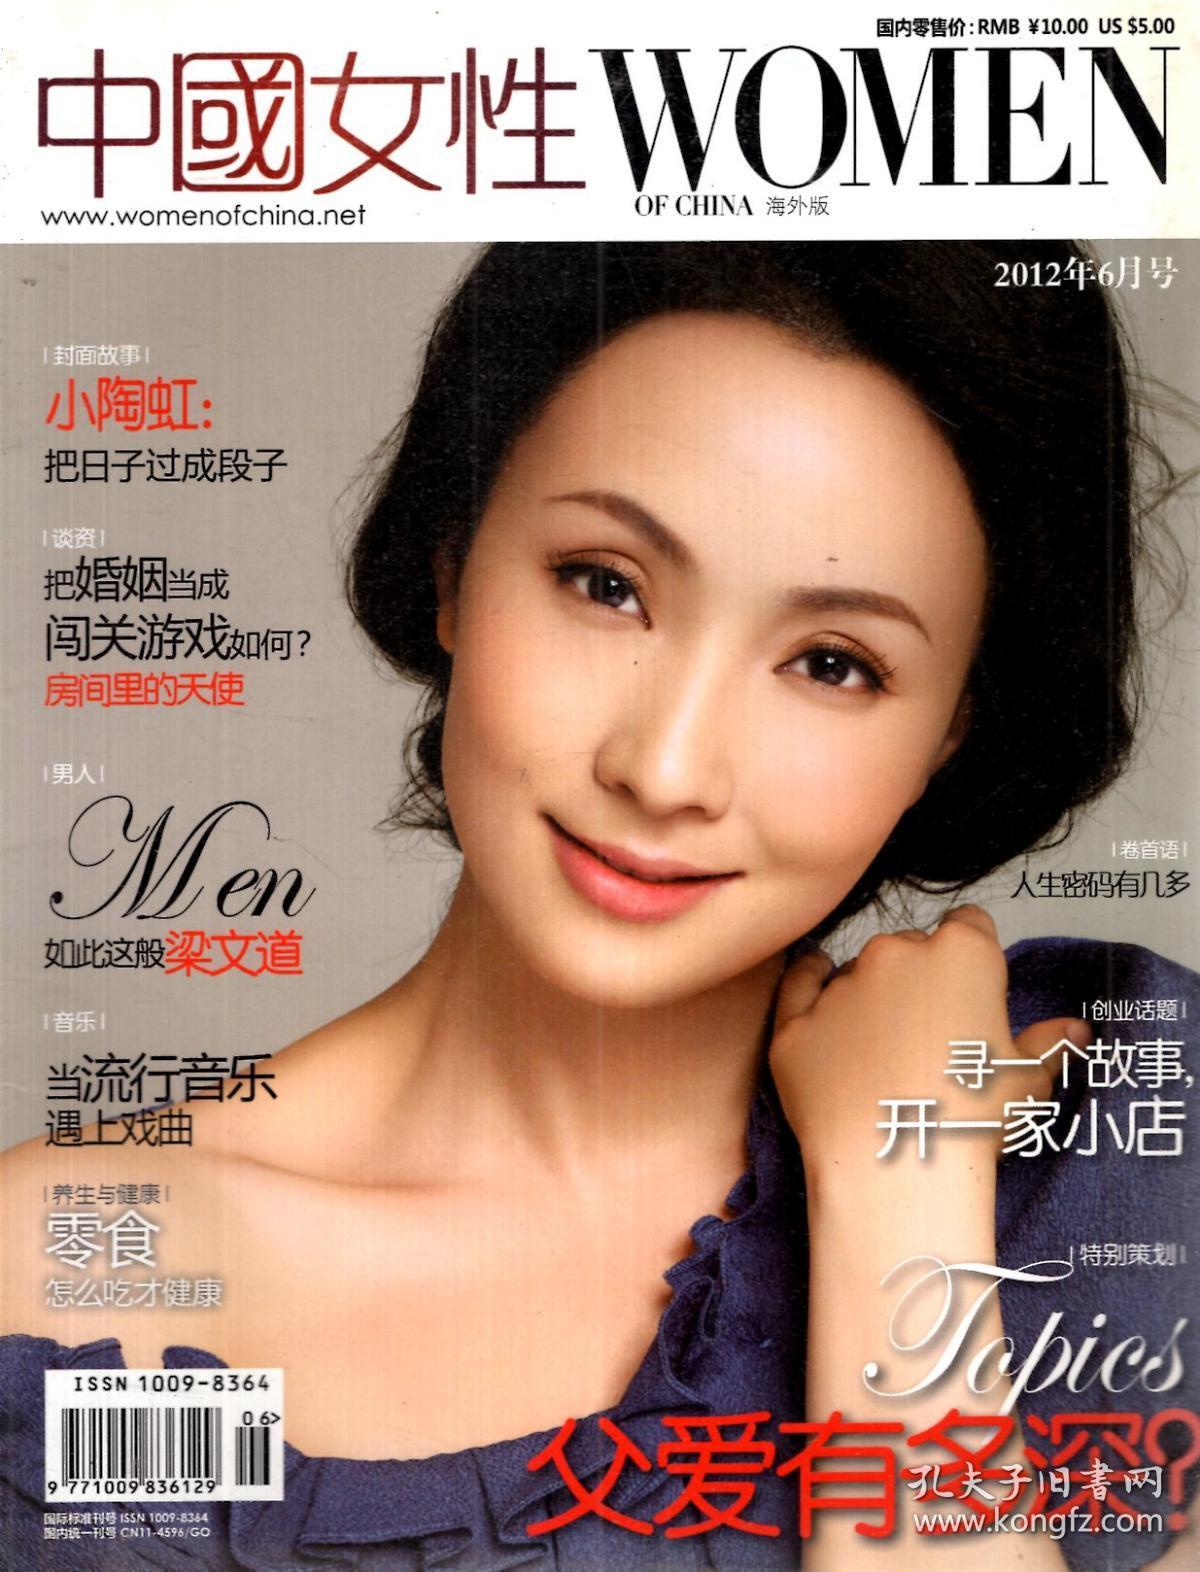 国内零售价：RMB ¥10.00 US $5.00
中國女性 WOMEN
OF CHINA 海外版
www.womenofchina.net
2012年6月号
封面故事
小陶虹：
把日子过成段子
谈资
把婚姻当成
闯关游戏如何？
房间里的天使
男人
Men
如此这般梁文道
音乐
当流行音乐
遇上戏曲
养生与健康
零食
怎么吃才健康
卷首语
人生密码有几多
创业话题
寻一个故事，
开一家小店
特别策划
Topics
父爱有多深？
ISSN 1009-8364
06>
9 771009 836129
国际标准刊号 ISSN 1009-8364
国内统一刊号 CN11-4596/GO
孔夫子旧书网
www.kongfz.com